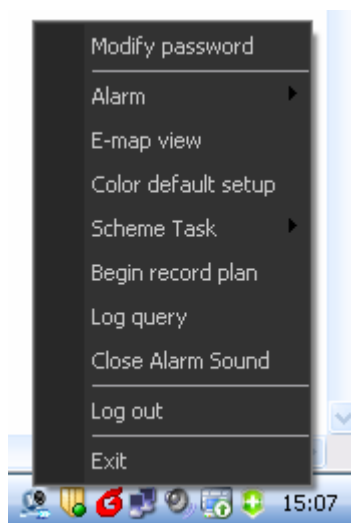 Modify password
Alarm
E-map view
Color default setup
Scheme Task
Begin record plan
Log query
Close Alarm Sound
Log out
Exit
15:07